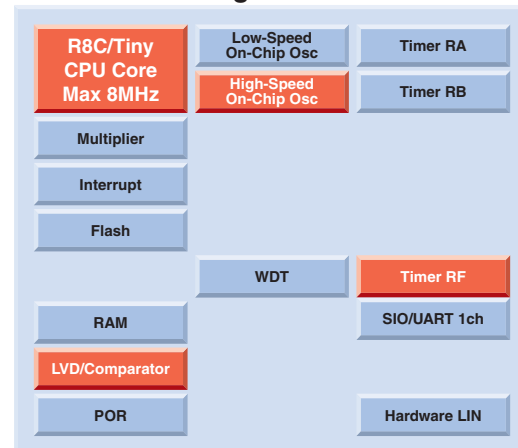 R8C/Tiny
CPU Core
Max 8MHz
Low-Speed
On-Chip Osc
Timer RA
High-Speed
On-Chip Osc
Timer RB
Multiplier
Interrupt
Flash
WDT
Timer RF
RAM
SIO/UART 1ch
LVD/Comparator
POR
Hardware LIN